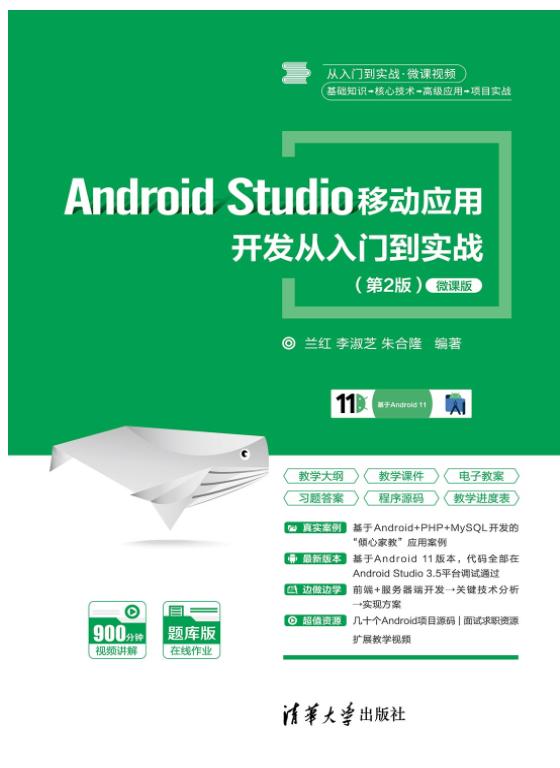 从入门到实战·微课视频
基础知识→核心技术→高级应用→项目实战
Android Studio移动应用
开发从入门到实战
（第2版）微课版
◎ 兰红 李淑芝 朱合隆 编著
11 基于Android 11
教学大纲 教学课件 电子教案
习题答案 程序源码 教学进度表
真实案例 基于Android+PHP+MySQL开发的
“倾心家教”应用案例
最新版本 基于Android 11版本，代码全部在
Android Studio 3.5平台调试通过
边做边学 前端+服务器端开发→关键技术分析
→实现方案
超值资源 几十个Android项目源码|面试求职资源
扩展教学视频
900分钟
视频讲解
题库版
在线作业
清华大学出版社